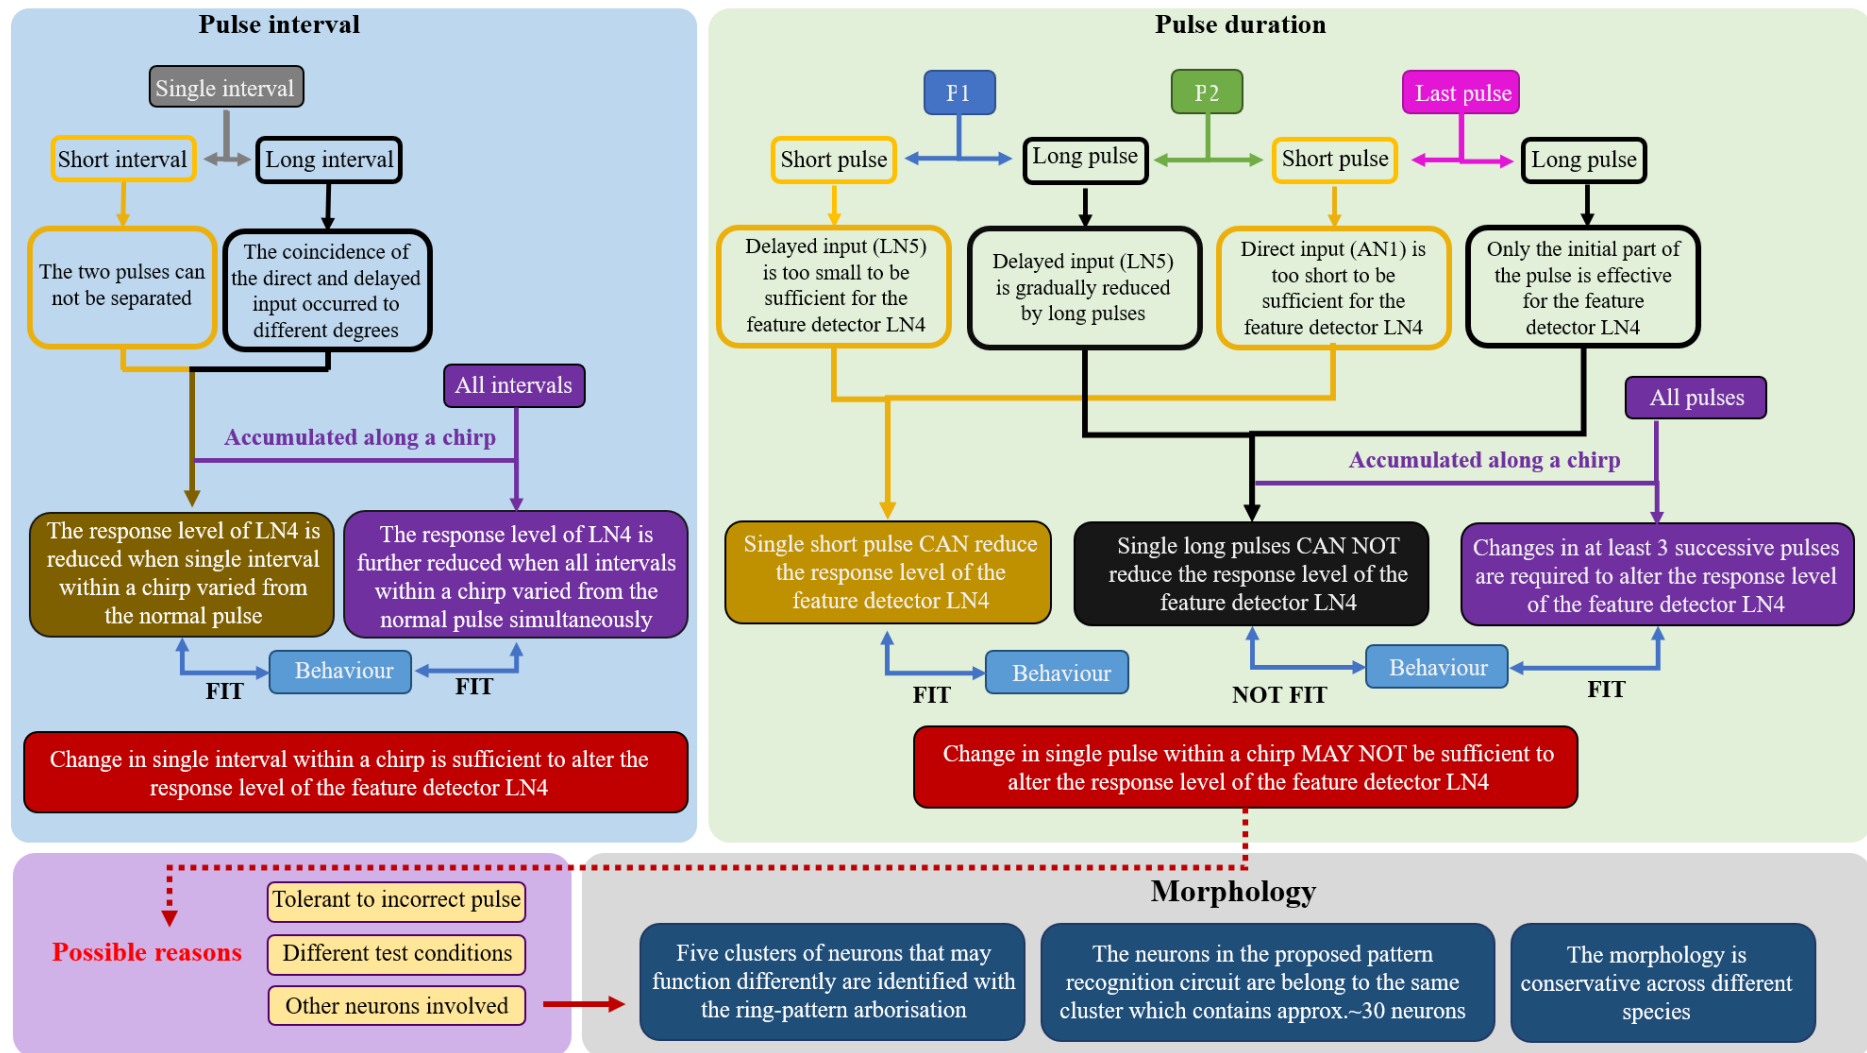 Pulse interval
Single interval
Short interval
Long interval
The two pulses can
not be separated
The coincidence of
the direct and delayed
input occurred to
different degrees
All intervals
Accumulated along a chirp
The response level of LN4 is
reduced when single interval
within a chirp varied from
the normal pulse
The response level of LN4 is
further reduced when all intervals
within a chirp varied from the
normal pulse simultaneously
Behaviour
FIT
FIT
Change in single interval within a chirp is sufficient to alter the
response level of the feature detector LN4
Pulse duration
P1
P2
Last pulse
Short pulse
Long pulse
Short pulse
Long pulse
Delayed input (LN5)
is too small to be
sufficient for the
feature detector LN4
Delayed input (LN5)
is gradually reduced
by long pulses
Direct input (AN1) is
too short to be
sufficient for the
feature detector LN4
Only the initial part of
the pulse is effective
for the feature
detector LN4
All pulses
Accumulated along a chirp
Single short pulse CAN reduce
the response level of the
feature detector LN4
Single long pulses CAN NOT
reduce the response level of the
feature detector LN4
Changes in at least 3 successive pulses
are required to alter the response level
of the feature detector LN4
Behaviour
FIT
Behaviour
NOT FIT
FIT
Change in single pulse within a chirp MAY NOT be sufficient to
alter the response level of the feature detector LN4
Possible reasons
Tolerant to incorrect pulse
Different test conditions
Other neurons involved
Morphology
Five clusters of neurons that may
function differently are identified with
the ring-pattern arborisation
The neurons in the proposed pattern
recognition circuit are belong to the same
cluster which contains approx.~30 neurons
The morphology is
conservative across different
species